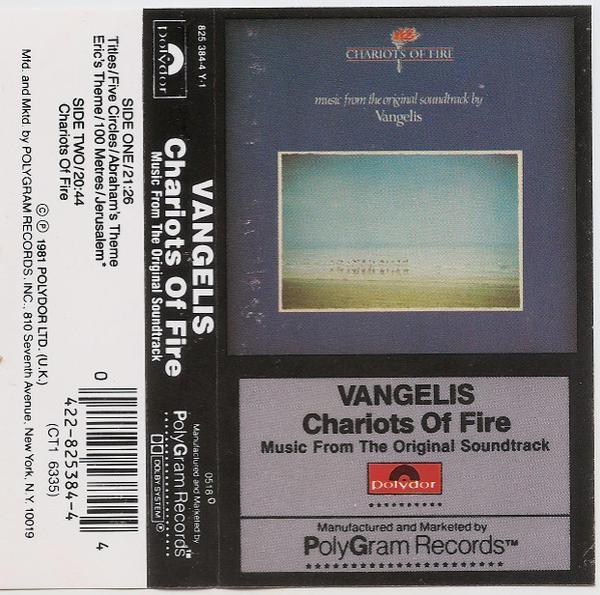 CHARIOTS OF FIRE
music from the original soundtrack by
Vangelis
VANGELIS
Chariots Of Fire
Music From The Original Soundtrack
polydor
Manufactured and Marketed by
PolyGram Records™
825 384-4 Y-1
polydor
VANGELIS
Chariots Of Fire
Music From The Original Soundtrack
0518 0
Manufactured and Marketed by
PolyGram Records™
DOLBY SYSTEM
SIDE ONE/21:26
Titles/Five Circles/Abraham's Theme
Eric's Theme/100 Metres/Jerusalem*
SIDE TWO/20:44
Chariots Of Fire
© ℗ 1981 POLYDOR LTD. (U.K.)
Mfd. and Mktd. by POLYGRAM RECORDS, INC., 810 Seventh Avenue, New York, N.Y. 10019
0
422-825384-4
4
(CT1 6335)